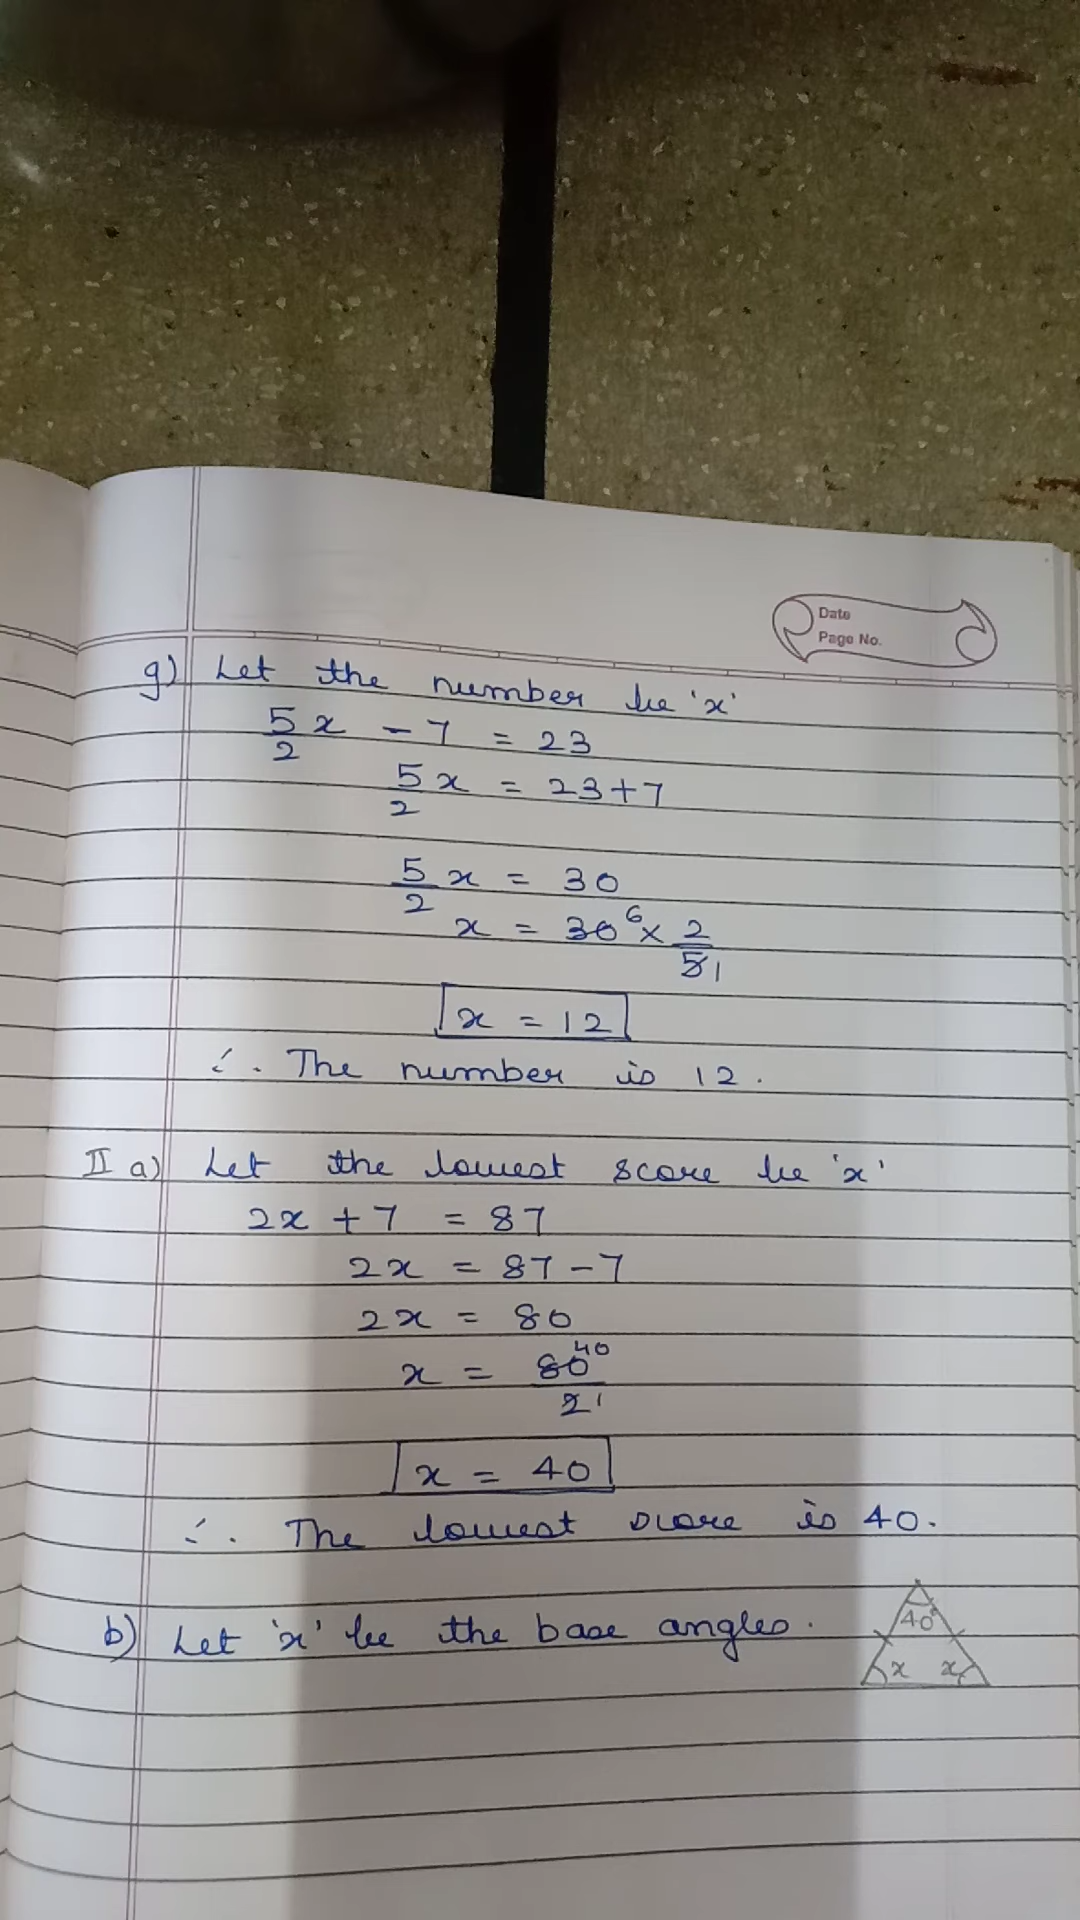 Date
Page No.
g) Let the number be 'x'
5/2 x - 7 = 23
5/2 x = 23+7
5/2 x = 30
x = 30 6 × 2/5 1
x = 12
∴ The number is 12.
II a) Let the lowest score be 'x'
2x + 7 = 87
2x = 87 - 7
2x = 80
x = 80 40/2 1
x = 40
∴ The lowest score is 40.
b) Let 'x' be the base angles.
40°
x x